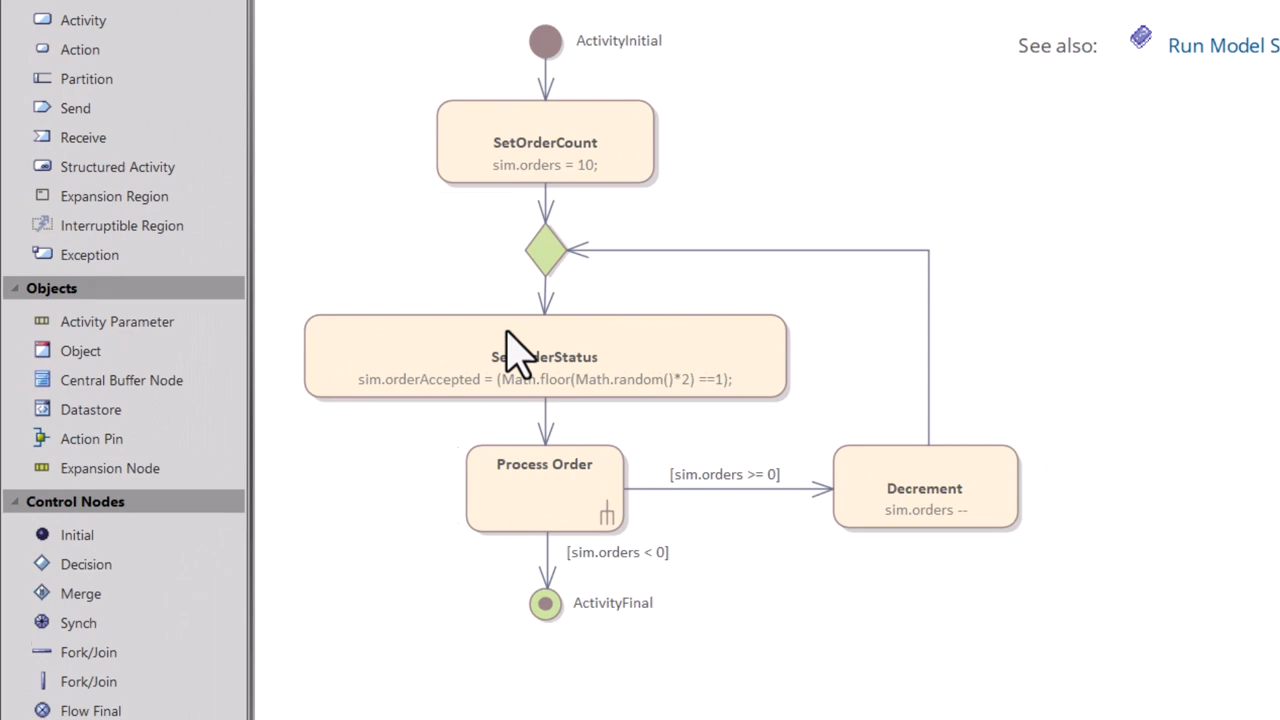 Activity
Action
Partition
Send
Receive
Structured Activity
Expansion Region
Interruptible Region
Exception
Objects
Activity Parameter
Object
Central Buffer Node
Datastore
Action Pin
Expansion Node
Control Nodes
Initial
Decision
Merge
Synch
Fork/Join
Fork/Join
Flow Final
ActivityInitial
See also: Run Model S
SetOrderCount
sim.orders = 10;
sim.orderAccepted = (Math.floor(Math.random()*2) ==1);
Process Order
[sim.orders >= 0]
Decrement
sim.orders --
[sim.orders < 0]
ActivityFinal